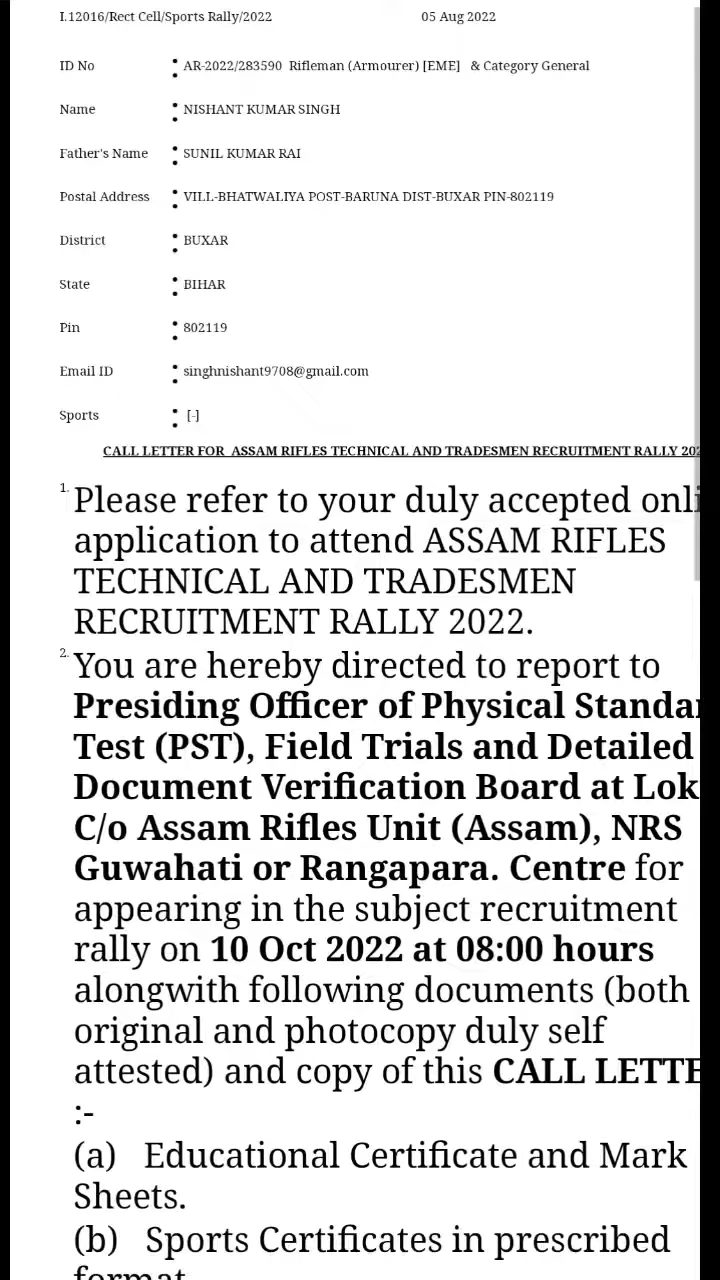 I.12016/Rect Cell/Sports Rally/2022 05 Aug 2022
ID No : AR-2022/283590 Rifleman (Armourer) [EME] & Category General
Name : NISHANT KUMAR SINGH
Father's Name : SUNIL KUMAR RAI
Postal Address : VILL-BHATWALIYA POST-BARUNA DIST-BUXAR PIN-802119
District : BUXAR
State : BIHAR
Pin : 802119
Email ID : singhnishant9708@gmail.com
Sports : [-]
CALL LETTER FOR ASSAM RIFLES TECHNICAL AND TRADESMEN RECRUITMENT RALLY
1. Please refer to your duly accepted
application to attend ASSAM RIFLES
TECHNICAL AND TRADESMEN
RECRUITMENT RALLY 2022.
2. You are hereby directed to report to
Presiding Officer of Physical
Test (PST), Field Trials and Detailed
Document Verification Board at Lok
C/o Assam Rifles Unit (Assam), NRS
Guwahati or Rangapara. Centre for
appearing in the subject recruitment
rally on 10 Oct 2022 at 08:00 hours
alongwith following documents (both
original and photocopy duly self
attested) and copy of this CALL
:-
(a) Educational Certificate and Mark
Sheets.
(b) Sports Certificates in prescribed
format